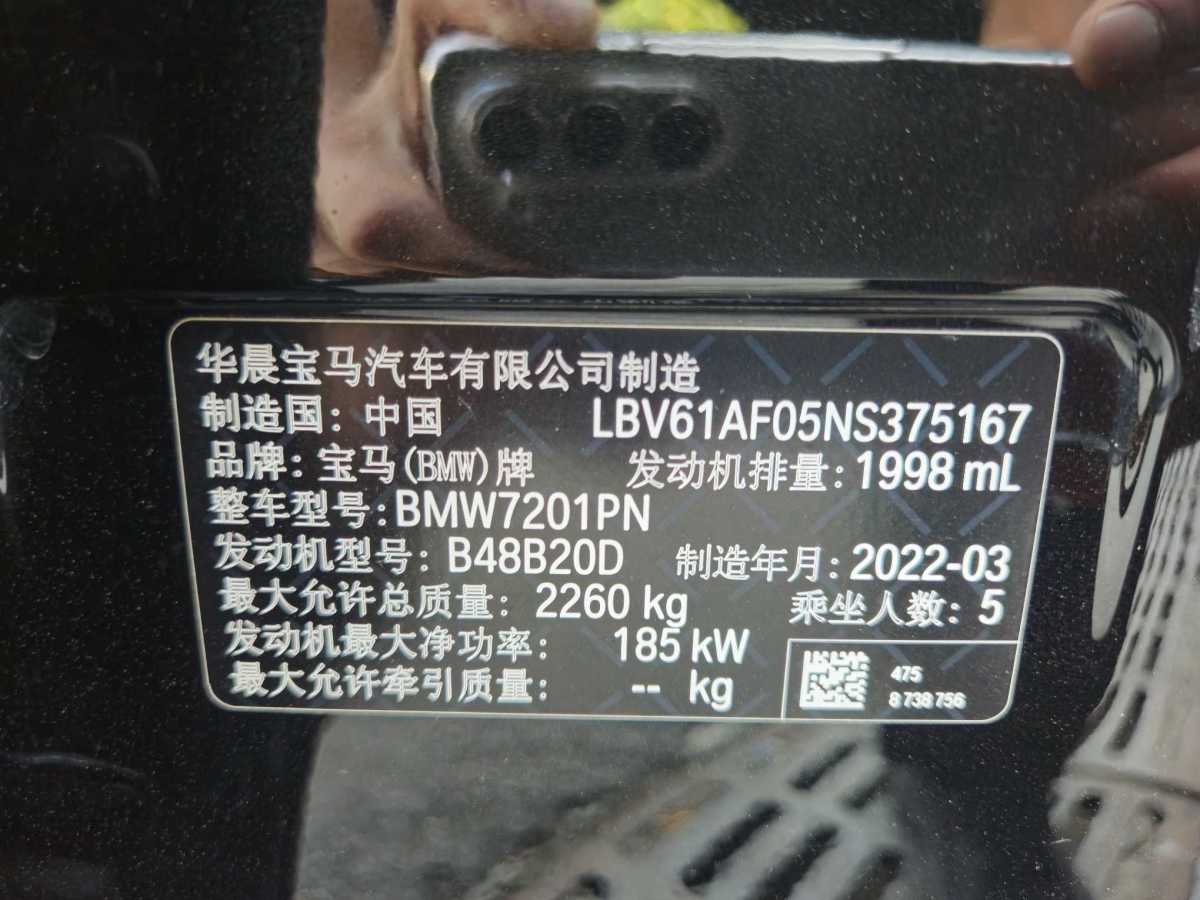 华晨宝马汽车有限公司制造
制造国：中国 LBV61AF05NS375167
品牌：宝马(BMW)牌 发动机排量：1998 mL
整车型号：BMW7201PN
发动机型号：B48B20D 制造年月：2022-03
最大允许总质量：2260 kg 乘坐人数：5
发动机最大净功率：185 kW
最大允许牵引质量：-- kg
475
8 738 756